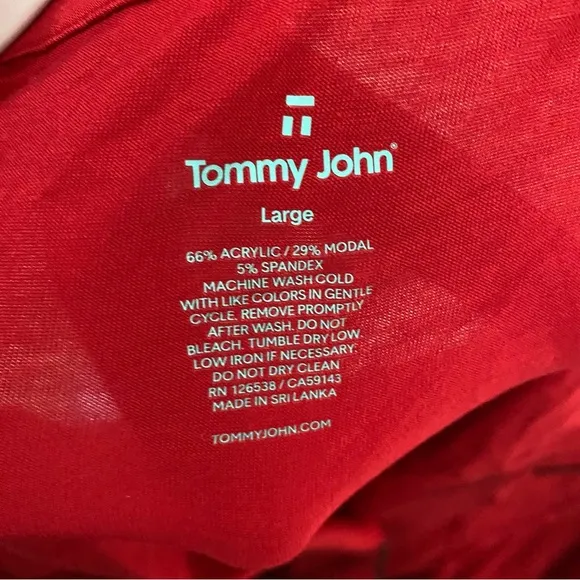 Tommy John®
Large
66% ACRYLIC / 29% MODAL
5% SPANDEX
MACHINE WASH COLD
WITH LIKE COLORS IN GENTLE
CYCLE. REMOVE PROMPTLY
AFTER WASH. DO NOT
BLEACH. TUMBLE DRY LOW.
LOW IRON IF NECESSARY.
DO NOT DRY CLEAN
RN 126538 / CA59143
MADE IN SRI LANKA
TOMMYJOHN.COM